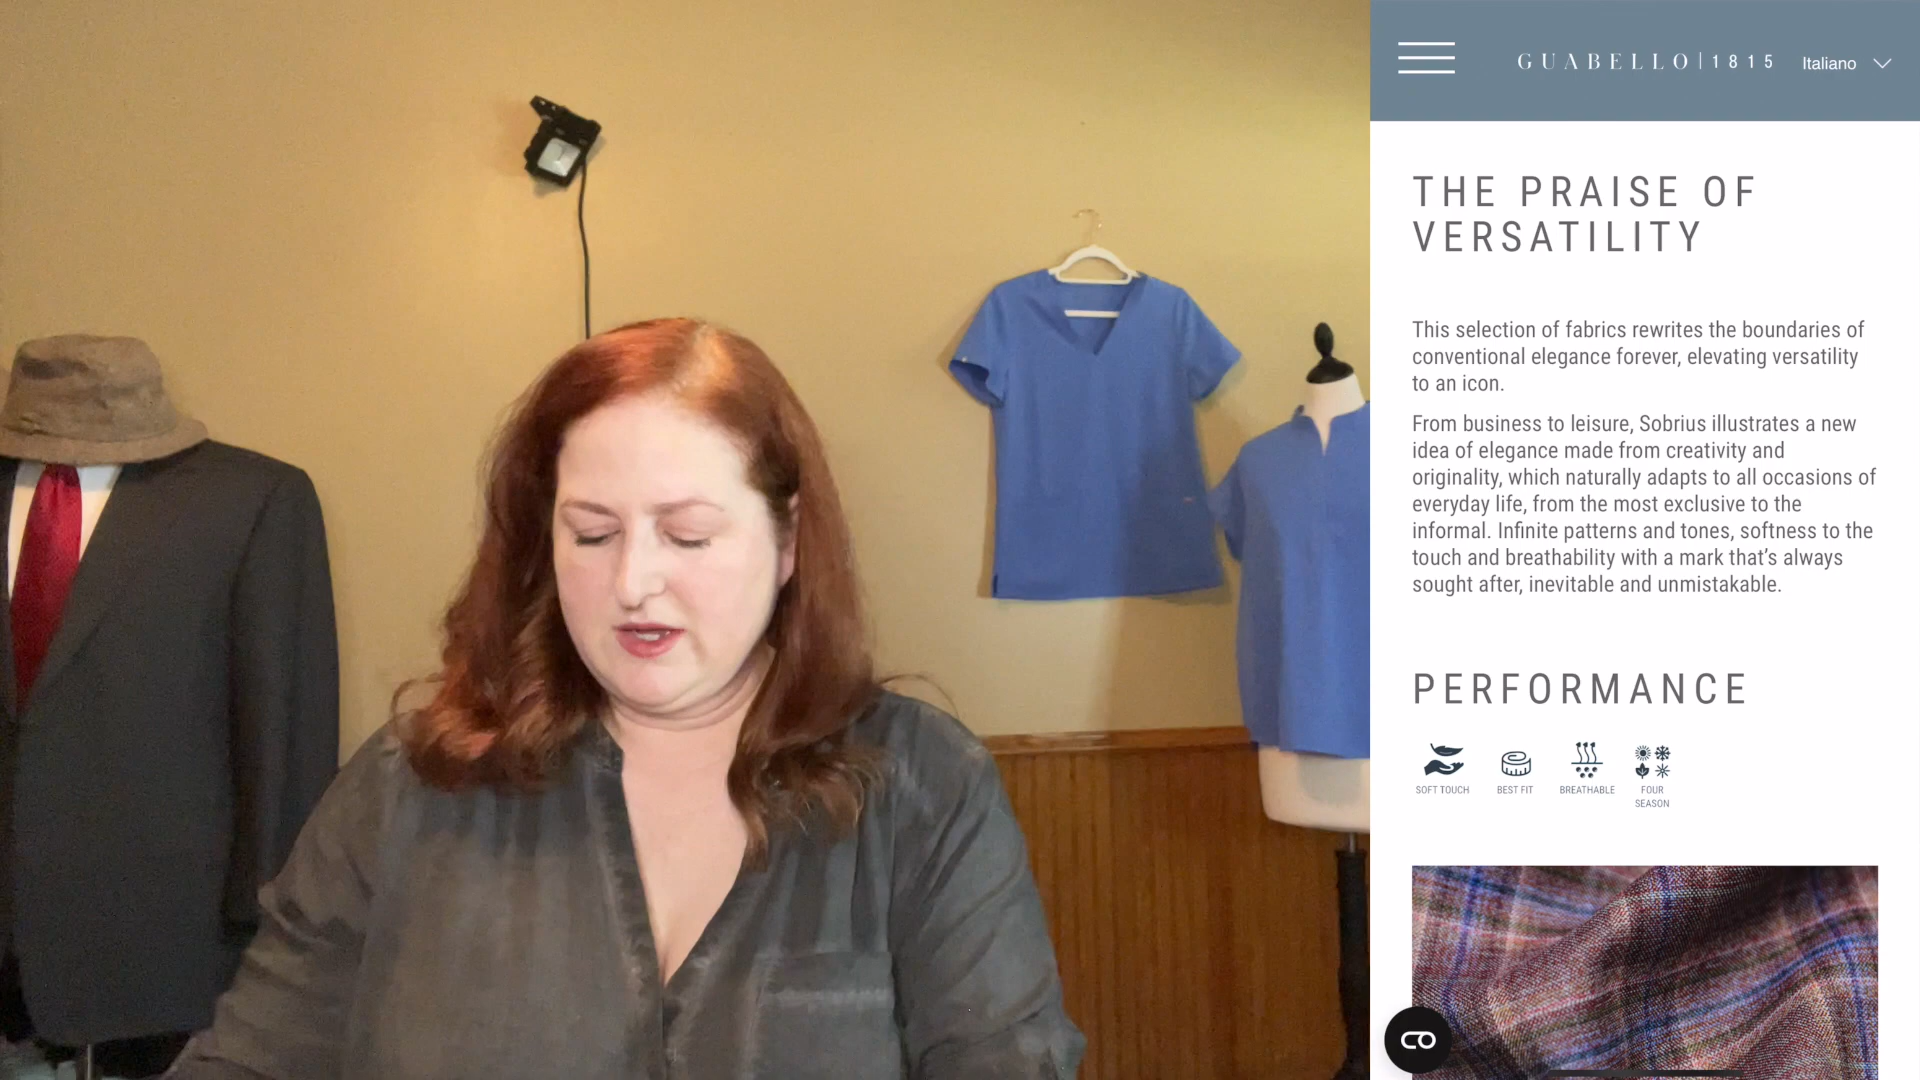 GUABELLO|1815
Italiano
THE PRAISE OF
VERSATILITY
This selection of fabrics rewrites the boundaries of
conventional elegance forever, elevating versatility
to an icon.
From business to leisure, Sobrius illustrates a new
idea of elegance made from creativity and
originality, which naturally adapts to all occasions of
everyday life, from the most exclusive to the
informal. Infinite patterns and tones, softness to the
touch and breathability with a mark that’s always
sought after, inevitable and unmistakable.
PERFORMANCE
SOFT TOUCH
BEST FIT
BREATHABLE
FOUR
SEASON